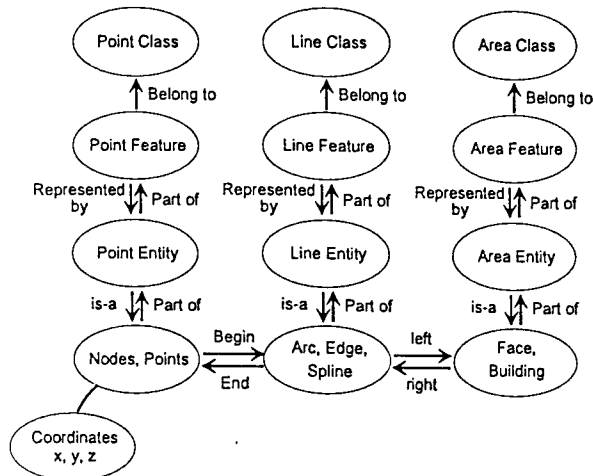 Point Class
Line Class
Area Class
Belong to
Belong to
Belong to
Point Feature
Line Feature
Area Feature
Represented
by
Part of
Represented
by
Part of
Represented
by
Part of
Point Entity
Line Entity
Area Entity
is-a
Part of
is-a
Part of
is-a
Part of
Nodes, Points
Begin
End
Arc, Edge,
Spline
left
right
Face,
Building
Coordinates
x, y, z